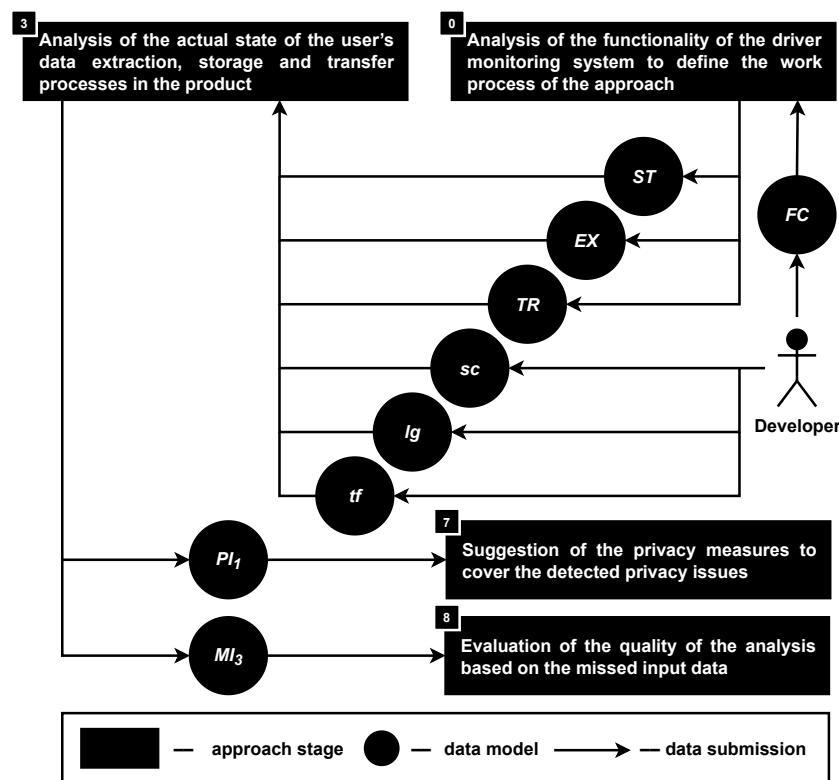 3
Analysis of the actual state of the user's
data extraction, storage and transfer
processes in the product
0
Analysis of the functionality of the driver
monitoring system to define the work
process of the approach
ST
FC
EX
TR
sc
Developer
lg
tf
7
PI1
Suggestion of the privacy measures to
cover the detected privacy issues
8
MI3
Evaluation of the quality of the analysis
based on the missed input data
— approach stage — data model — data submission